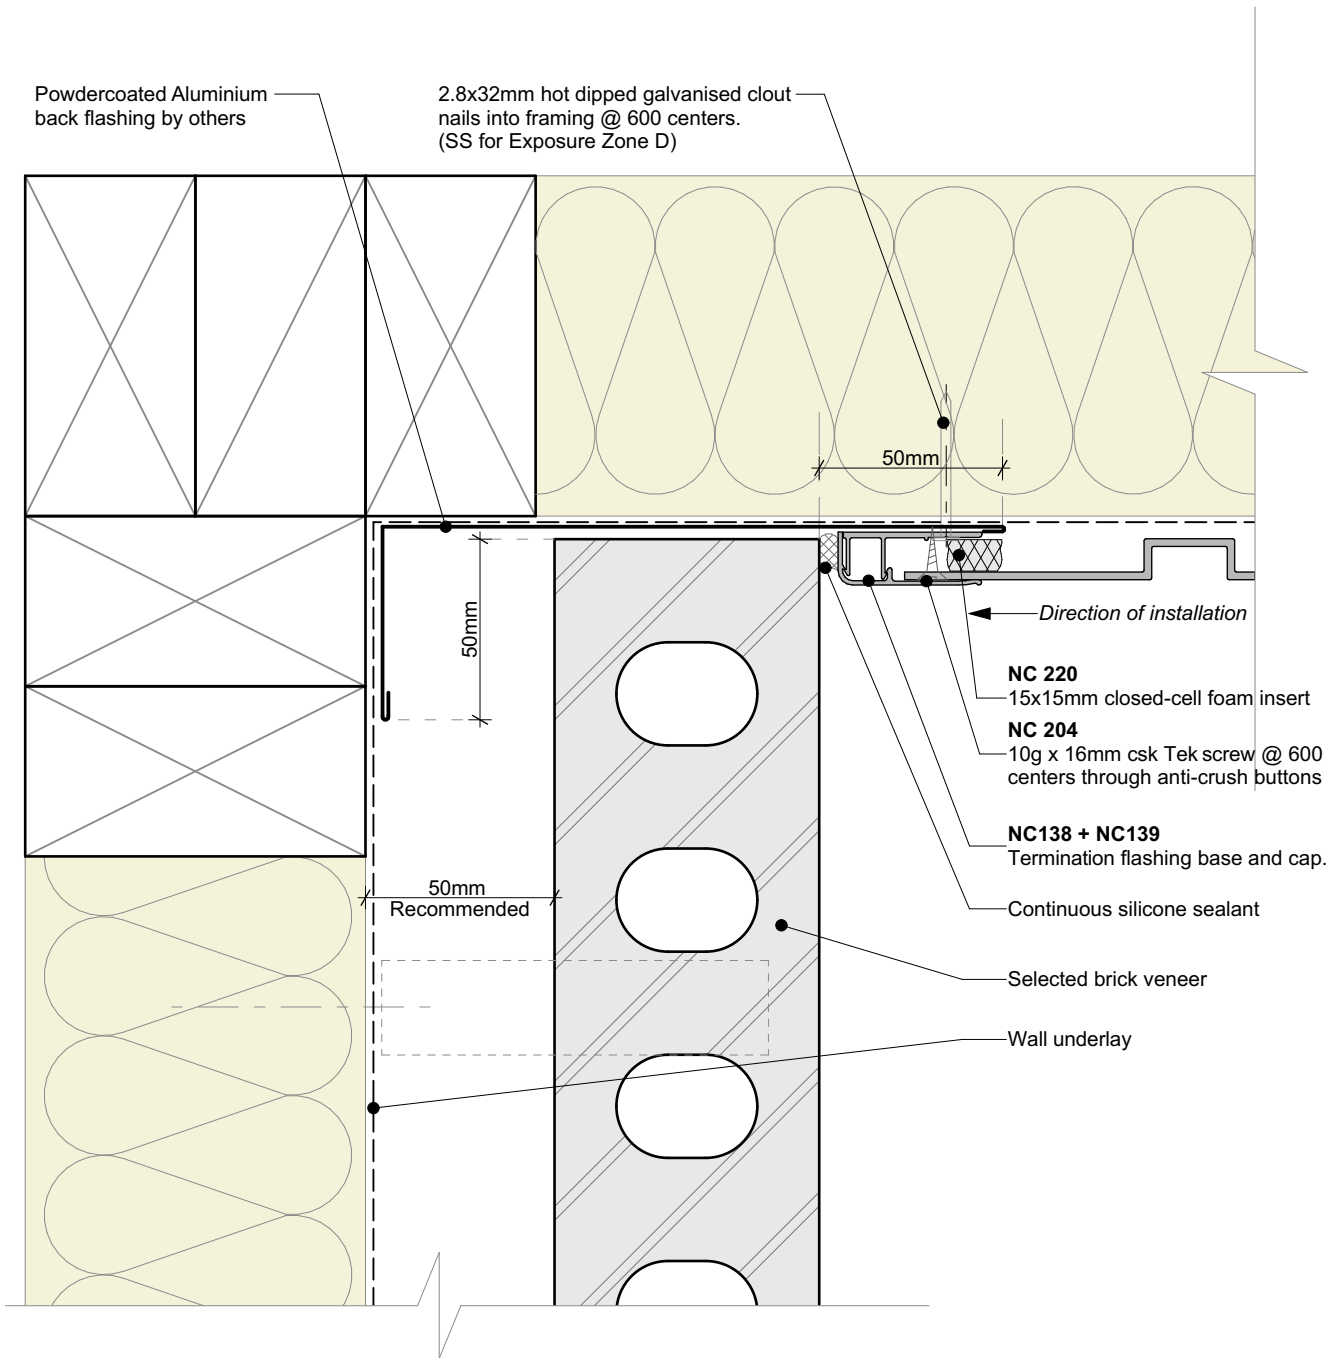 Powdercoated Aluminium
back flashing by others
2.8x32mm hot dipped galvanised clout
nails into framing @ 600 centers.
(SS for Exposure Zone D)
50mm
50mm
Direction of installation
NC 220
15x15mm closed-cell foam insert
NC 204
10g x 16mm csk Tek screw @ 600
centers through anti-crush buttons
NC138 + NC139
Termination flashing base and cap.
50mm
Recommended
Continuous silicone sealant
Selected brick veneer
Wall underlay